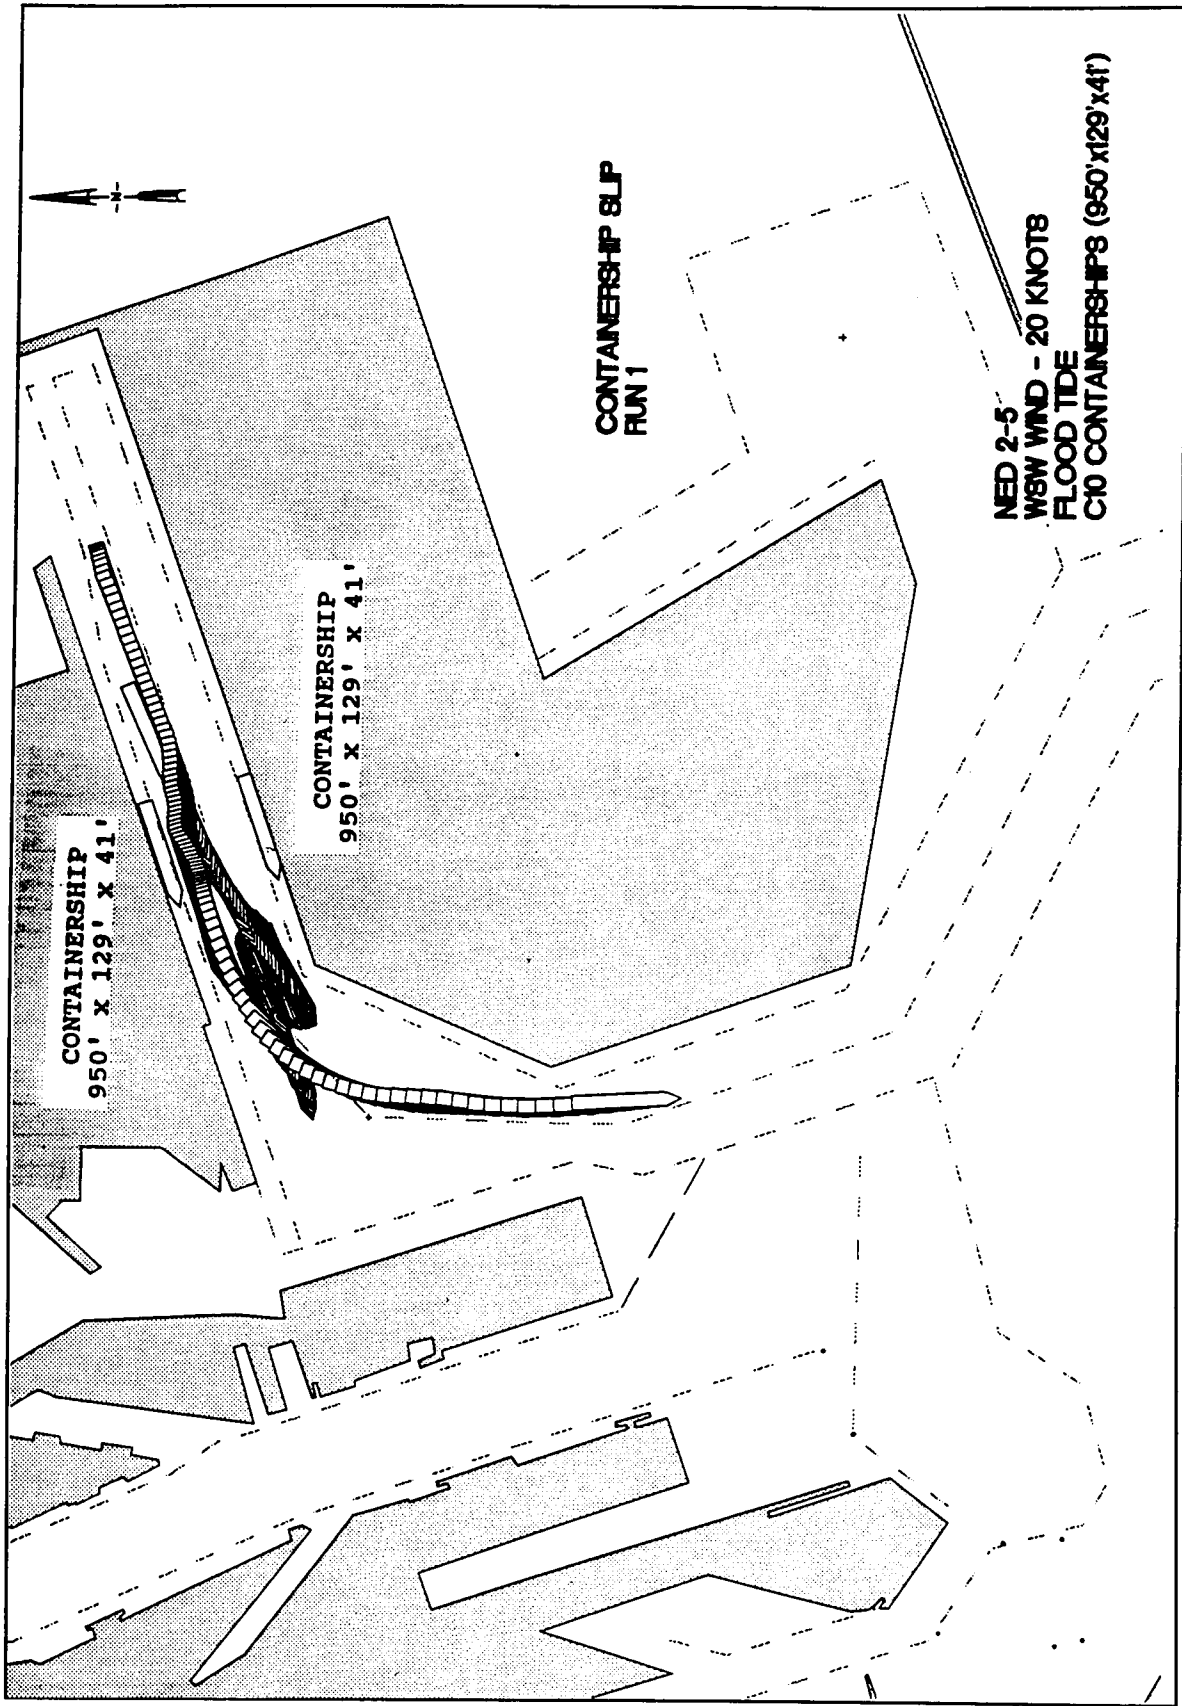 -N-
CONTAINERSHIP
950' x 129' x 41'
CONTAINERSHIP
950' x 129' x 41'
CONTAINERSHIP SLIP
RUN 1
NED 2-5
WSW WIND - 20 KNOTS
FLOOD TIDE
C10 CONTAINERSHIPS (950'x129'x41')